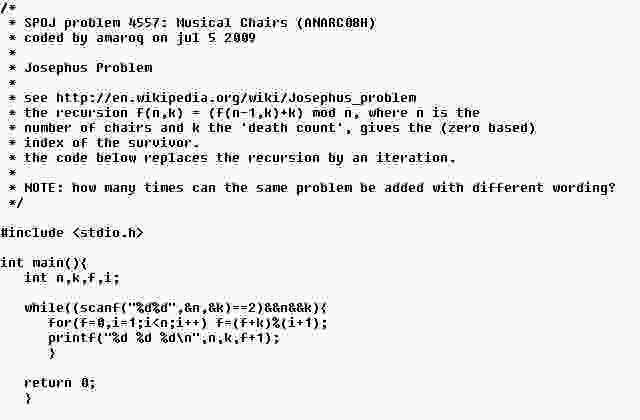 /*
* SPOJ problem 4557: Musical Chairs (ANARC08H)
* coded by amaroq on jul 5 2009
*
* Josephus Problem
*
* see http://en.wikipedia.org/wiki/Josephus_problem
* the recursion f(n,k) = (f(n-1,k)+k) mod n, where n is the
* number of chairs and k the 'death count', gives the (zero based)
* index of the survivor.
* the code below replaces the recursion by an iteration.
*
* NOTE: how many times can the same problem be added with different wording?
*/
#include <stdio.h>
int main(){
int n,k,f,i;
while((scanf("%d%d",&n,&k)==2)&&n&&k){
for(f=0,i=1;i<n;i++) f=(f+k)%(i+1);
printf("%d %d %d\n",n,k,f+1);
}
return 0;
}